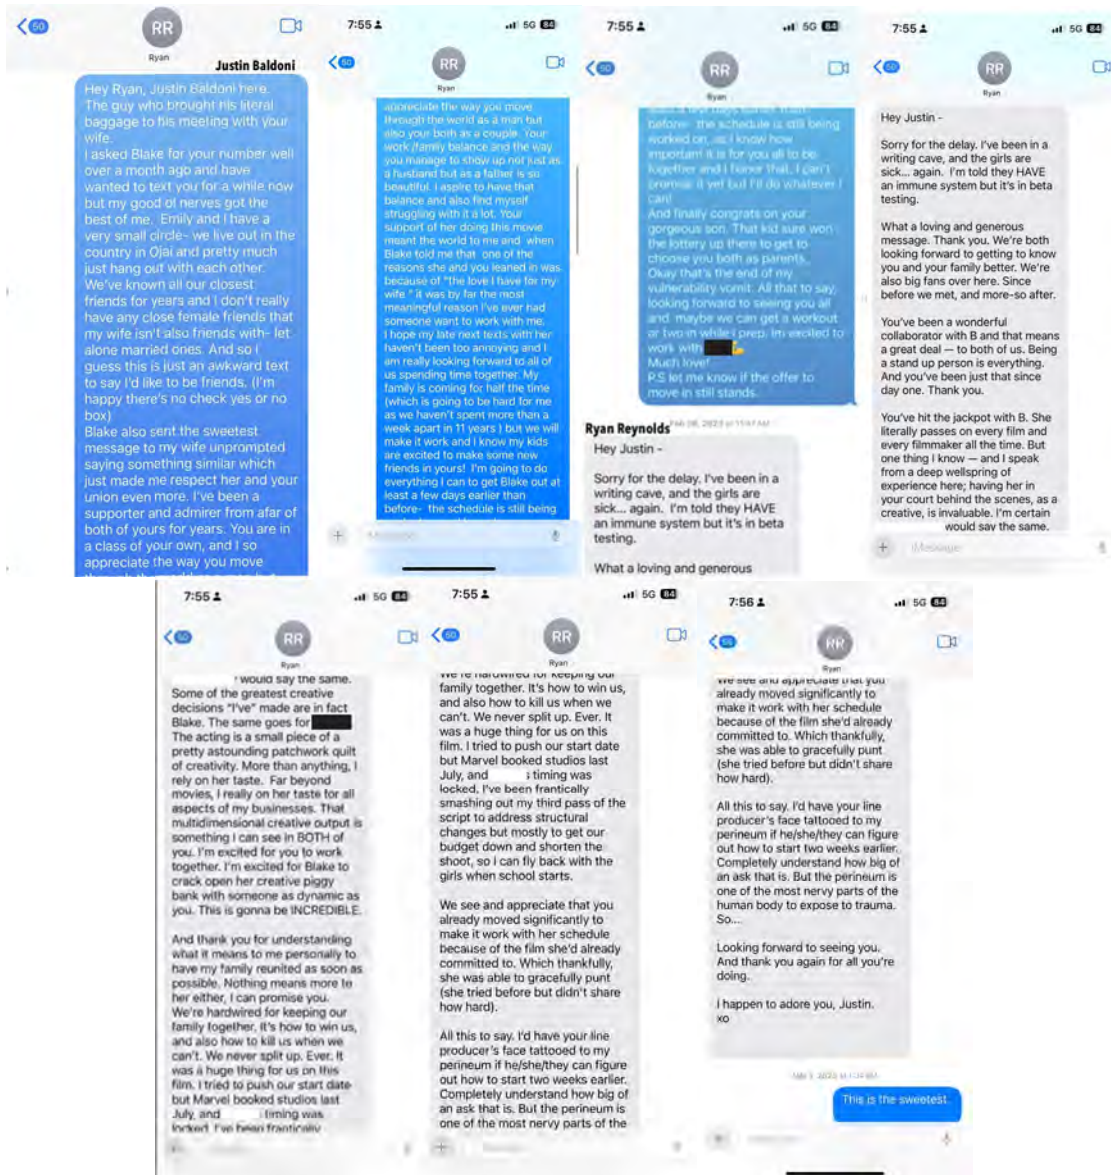 50
RR
Ryan
Justin Baldoni
Hey Ryan, Justin Baldoni here.
The guy who brought his literal
baggage to his meeting with your
wife.
I asked Blake for your number well
over a month ago and have
wanted to text you for a while now
but my good ol nerves got the
best of me. Emily and I have a
very small circle- we live out in the
country in Ojai and pretty much
just hang out with each other.
We've known all our closest
friends for years and I don't really
have any close female friends that
my wife isn't also friends with- let
alone married ones. And so I
guess this is just an awkward text
to say I'd like to be friends. (I'm
happy there's no check yes or no
box)
Blake also sent the sweetest
message to my wife unprompted
saying something similar which
just made me respect her and your
union even more. I've been a
supporter and admirer from afar of
both of yours for years. You are in
a class of your own, and I so
appreciate the way you move
7:55
5G 84
50
RR
Ryan
appreciate the way you move
through the world as a man but
also your both as a couple. Your
work /family balance and the way
you manage to show up not just as
a husband but as a father is so
beautiful. I aspire to have that
balance and also find myself
struggling with it a lot. Your
support of her doing this movie
meant the world to me and when
Blake told me that one of the
reasons she and you leaned in was
because of "the love I have for my
wife " it was by far the most
meaningful reason I've ever had
someone want to work with me.
I hope my late next texts with her
haven't been too annoying and I
am really looking forward to all of
us spending time together. My
family is coming for half the time
(which is going to be hard for me
as we haven't spent more than a
week apart in 11 years ) but we will
make it work and I know my kids
are excited to make some new
friends in yours! I'm going to do
everything I can to get Blake out at
least a few days earlier than
before- the schedule is still being
iMessage
7:55
5G 84
50
RR
Ryan
before- the schedule is still being
worked on, as I know how
important it is for you all to be
together and I honor that. I can't
promise it yet but I'll do whatever I
can!
And finally congrats on your
gorgeous son. That kid sure won
the lottery up there to get to
choose you both as parents.
Okay that's the end of my
vulnerability vomit. All that to say,
looking forward to seeing you all
and maybe we can get a workout
or two in while I prep. Im excited to
work with 💪
Much love!
P.S let me know if the offer to
move in still stands.
Ryan Reynolds
Hey Justin -
Sorry for the delay. I've been in a
writing cave, and the girls are
sick... again. I'm told they HAVE
an immune system but it's in beta
testing.
What a loving and generous
7:55
5G 84
50
RR
Ryan
Hey Justin -
Sorry for the delay. I've been in a
writing cave, and the girls are
sick... again. I'm told they HAVE
an immune system but it's in beta
testing.
What a loving and generous
message. Thank you. We're both
looking forward to getting to know
you and your family better. We're
also big fans over here. Since
before we met, and more-so after.
You've been a wonderful
collaborator with B and that means
a great deal — to both of us. Being
a stand up person is everything.
And you've been just that since
day one. Thank you.
You've hit the jackpot with B. She
literally passes on every film and
every filmmaker all the time. But
one thing I know — and I speak
from a deep wellspring of
experience here; having her in
your court behind the scenes, as a
creative, is invaluable. I'm certain
would say the same.
iMessage
7:55
5G 84
50
RR
Ryan
would say the same.
Some of the greatest creative
decisions "I've" made are in fact
Blake. The same goes for
The acting is a small piece of a
pretty astounding patchwork quilt
of creativity. More than anything, I
rely on her taste. Far beyond
movies, I really on her taste for all
aspects of my businesses. That
multidimensional creative output is
something I can see in BOTH of
you. I'm excited for you to work
together. I'm excited for Blake to
crack open her creative piggy
bank with someone as dynamic as
you. This is gonna be INCREDIBLE.
And thank you for understanding
what it means to me personally to
have my family reunited as soon as
possible. Nothing means more to
her either, I can promise you.
We're hardwired for keeping our
family together. It's how to win us,
and also how to kill us when we
can't. We never split up. Ever. It
was a huge thing for us on this
film. I tried to push our start date
but Marvel booked studios last
July, and timing was
locked. I've been frantically
7:55
5G 84
50
RR
Ryan
We're hardwired for keeping our
family together. It's how to win us,
and also how to kill us when we
can't. We never split up. Ever. It
was a huge thing for us on this
film. I tried to push our start date
but Marvel booked studios last
July, and s timing was
locked. I've been frantically
smashing out my third pass of the
script to address structural
changes but mostly to get our
budget down and shorten the
shoot, so I can fly back with the
girls when school starts.
We see and appreciate that you
already moved significantly to
make it work with her schedule
because of the film she'd already
committed to. Which thankfully,
she was able to gracefully punt
(she tried before but didn't share
how hard).
All this to say. I'd have your line
producer's face tattooed to my
perineum if he/she/they can figure
out how to start two weeks earlier.
Completely understand how big of
an ask that is. But the perineum is
one of the most nervy parts of the
7:56
5G 84
50
RR
Ryan
We see and appreciate that you
already moved significantly to
make it work with her schedule
because of the film she'd already
committed to. Which thankfully,
she was able to gracefully punt
(she tried before but didn't share
how hard).
All this to say. I'd have your line
producer's face tattooed to my
perineum if he/she/they can figure
out how to start two weeks earlier.
Completely understand how big of
an ask that is. But the perineum is
one of the most nervy parts of the
human body to expose to trauma.
So....
Looking forward to seeing you.
And thank you again for all you're
doing.
I happen to adore you, Justin.
xo
This is the sweetest